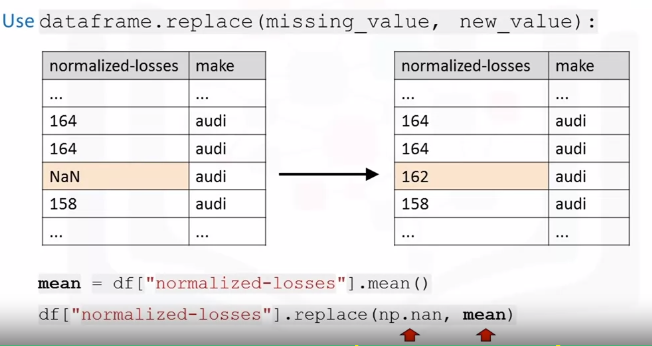 Use dataframe.replace(missing_value, new_value):
normalized-losses make normalized-losses make
... ... ... ...
164 audi 164 audi
164 audi 164 audi
NaN audi 162 audi
158 audi 158 audi
... ... ... ...
mean = df["normalized-losses"].mean()
df["normalized-losses"].replace(np.nan, mean)